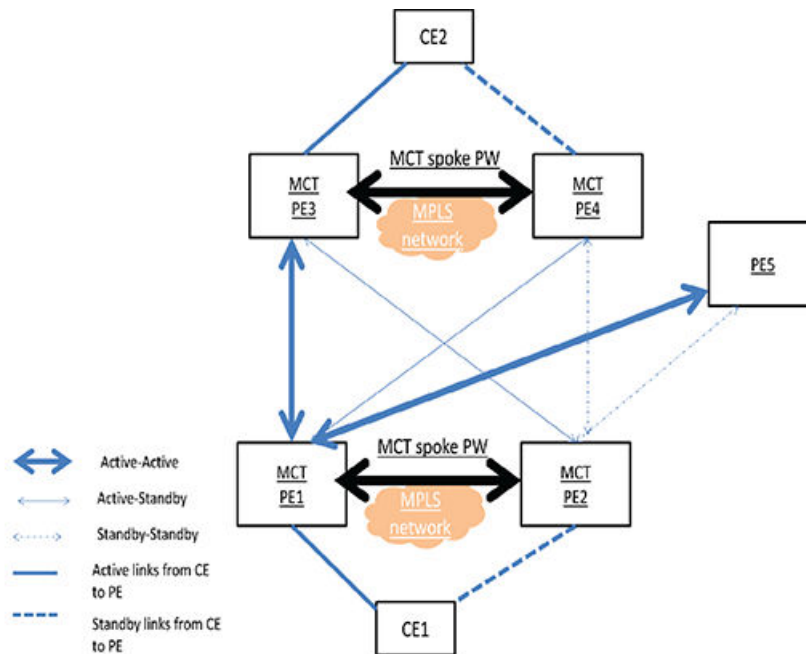 CE2
MCT spoke PW
MCT
PE3
MPLS
network
MCT
PE4
PE5
MCT spoke PW
MCT
PE1
MPLS
network
MCT
PE2
Active-Active
Active-Standby
Standby-Standby
Active links from CE
to PE
Standby links from CE
to PE
CE1